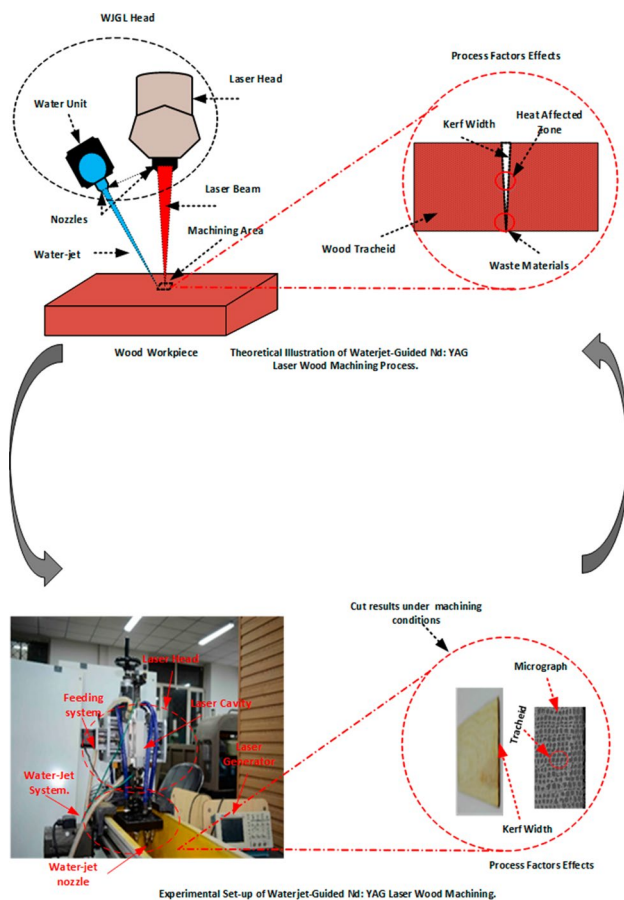 WJGL Head
Laser Head
Water Unit
Nozzles
Laser Beam
Machining Area
Water-jet
Wood Workpiece
Process Factors Effects
Kerf Width
Heat Affected
Zone
Wood Tracheid
Waste Materials
Theoretical Illustration of Waterjet-Guided Nd: YAG
Laser Wood Machining Process.
Laser Head
Feeding
system.
Laser Cavity
Laser
Generator
Water-Jet
System.
Water-jet
nozzle
Cut results under machining
conditions
Micrograph
Tracheid
Kerf Width
Process Factors Effects
Experimental Set-up of Waterjet-Guided Nd: YAG Laser Wood Machining.